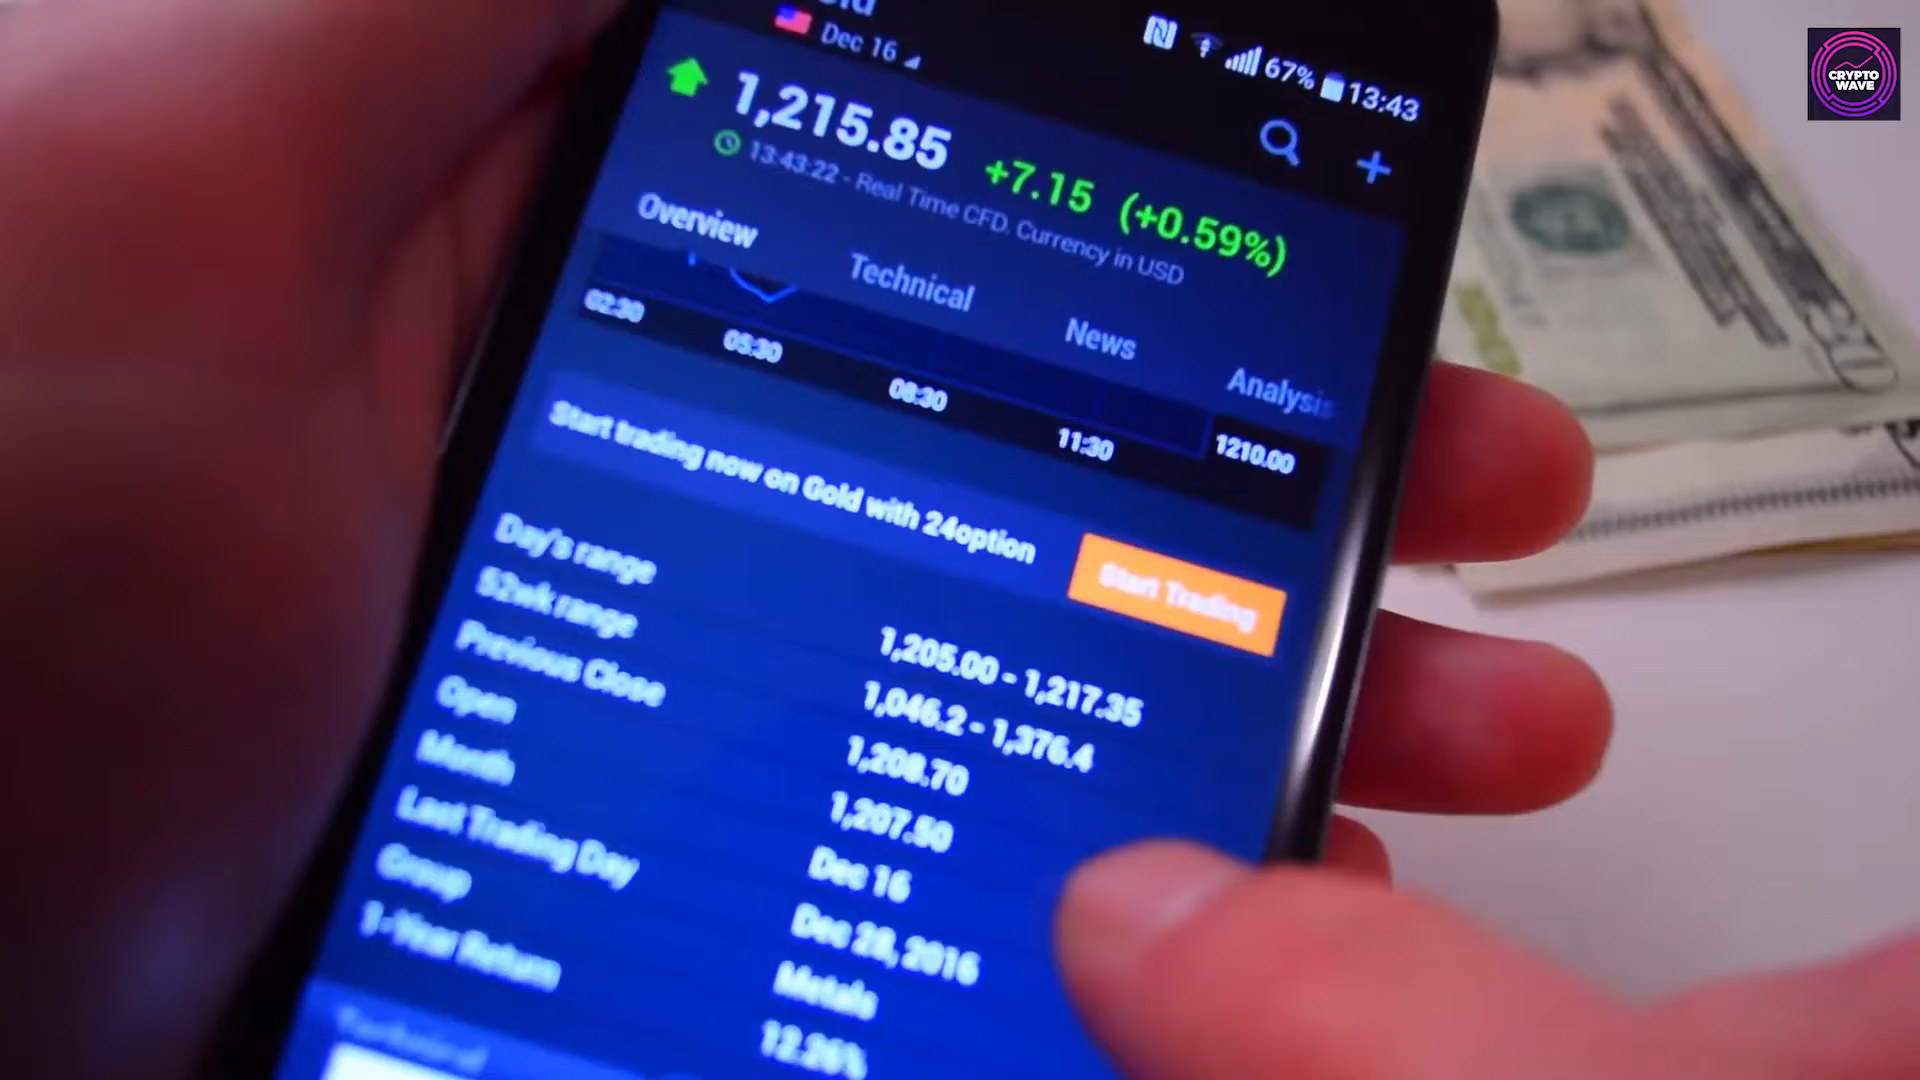 Dec 16
67% 13:43
CRYPTO
WAVE
1,215.85 +7.15 (+0.59%)
13:43:22 - Real Time CFD. Currency in USD
Overview Technical News Analysis
02:30 05:30 08:30 11:30 1210.00
Start trading now on Gold with 24option
Start Trading
Day's range 1,205.00 - 1,217.35
52wk range 1,046.2 - 1,376.4
Previous Close 1,208.70
Open 1,207.50
Month Dec 16
Last Trading Day Dec 28, 2016
Group Metals
1-Year Return 12.26%
Technical